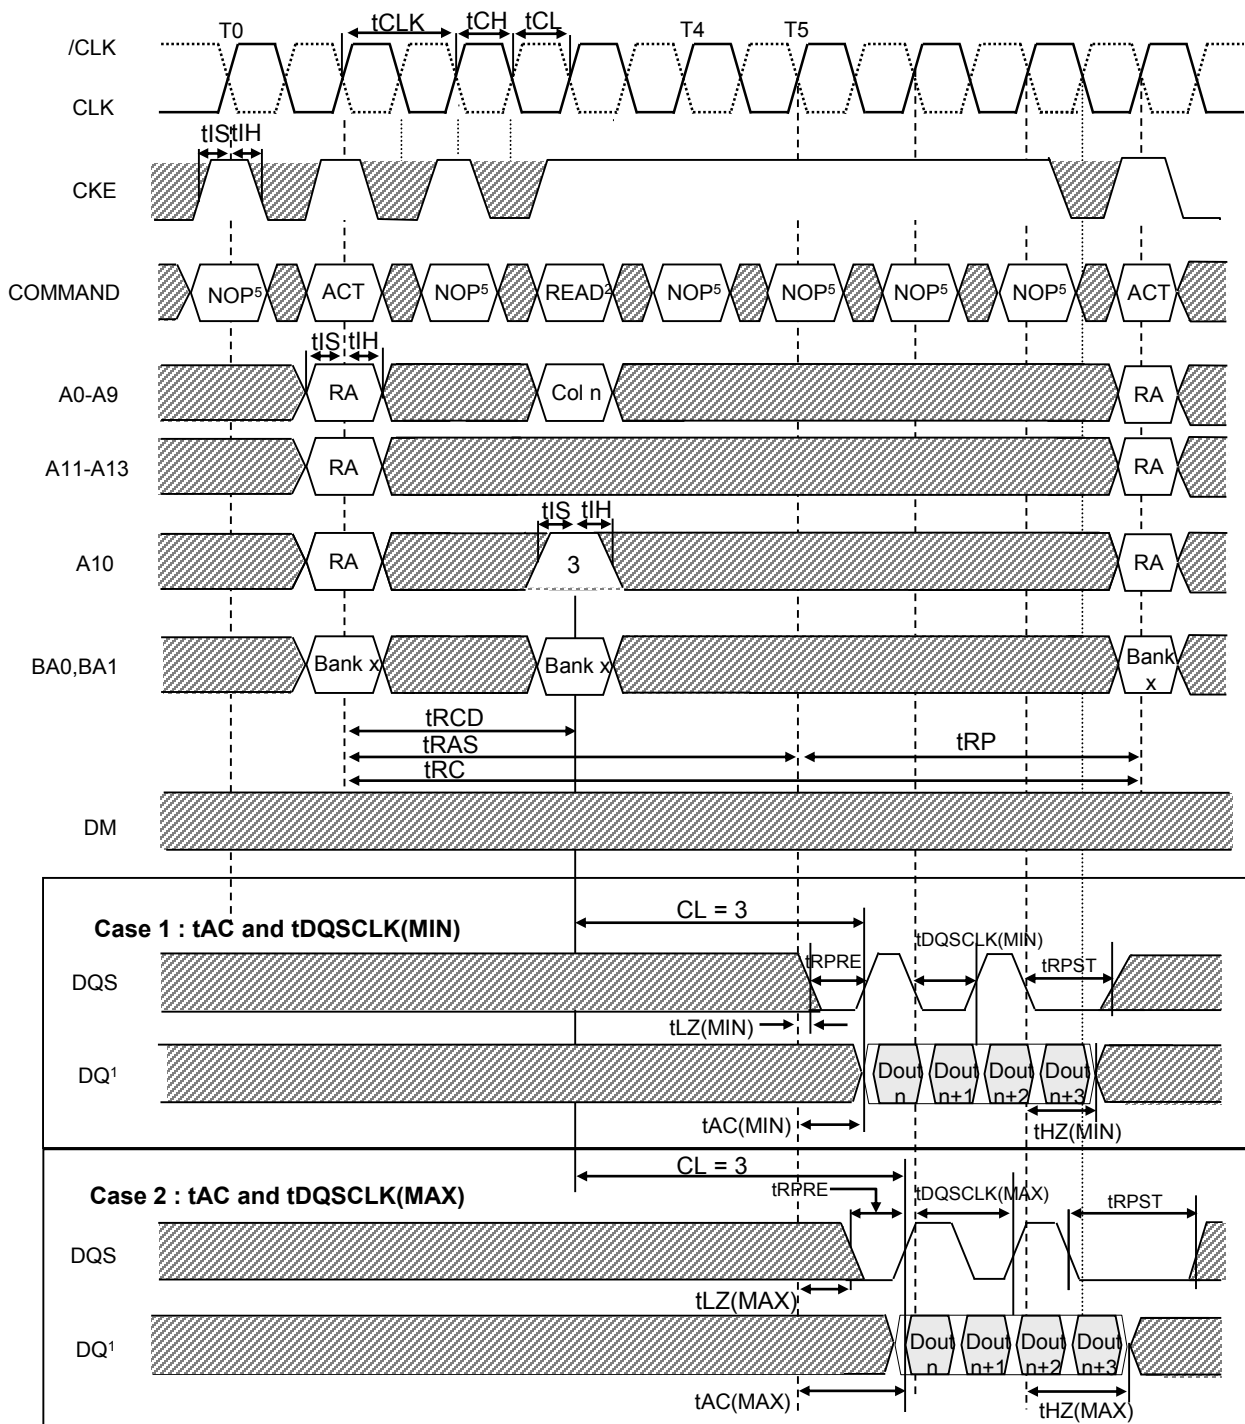 T0 tCLK tCH tCL T4 T5
/CLK
CLK
tIS tIH
CKE
COMMAND NOP5 ACT NOP5 READ2 NOP5 NOP5 NOP5 NOP5 ACT
tIS tIH
A0-A9 RA Col n RA
A11-A13 RA RA
tIS tIH
A10 RA 3 RA
BA0,BA1 Bank x Bank x Bank x
tRCD
tRAS tRP
tRC
DM
CL = 3
Case 1 : tAC and tDQSCLK(MIN)
tDQSCLK(MIN)
tRPRE tRPST
DQS
tLZ(MIN)
DQ1 Dout n Dout n+1 Dout n+2 Dout n+3
tAC(MIN) tHZ(MIN)
CL = 3
Case 2 : tAC and tDQSCLK(MAX)
tRPRE tDQSCLK(MAX) tRPST
DQS
tLZ(MAX)
DQ1 Dout n Dout n+1 Dout n+2 Dout n+3
tAC(MAX) tHZ(MAX)